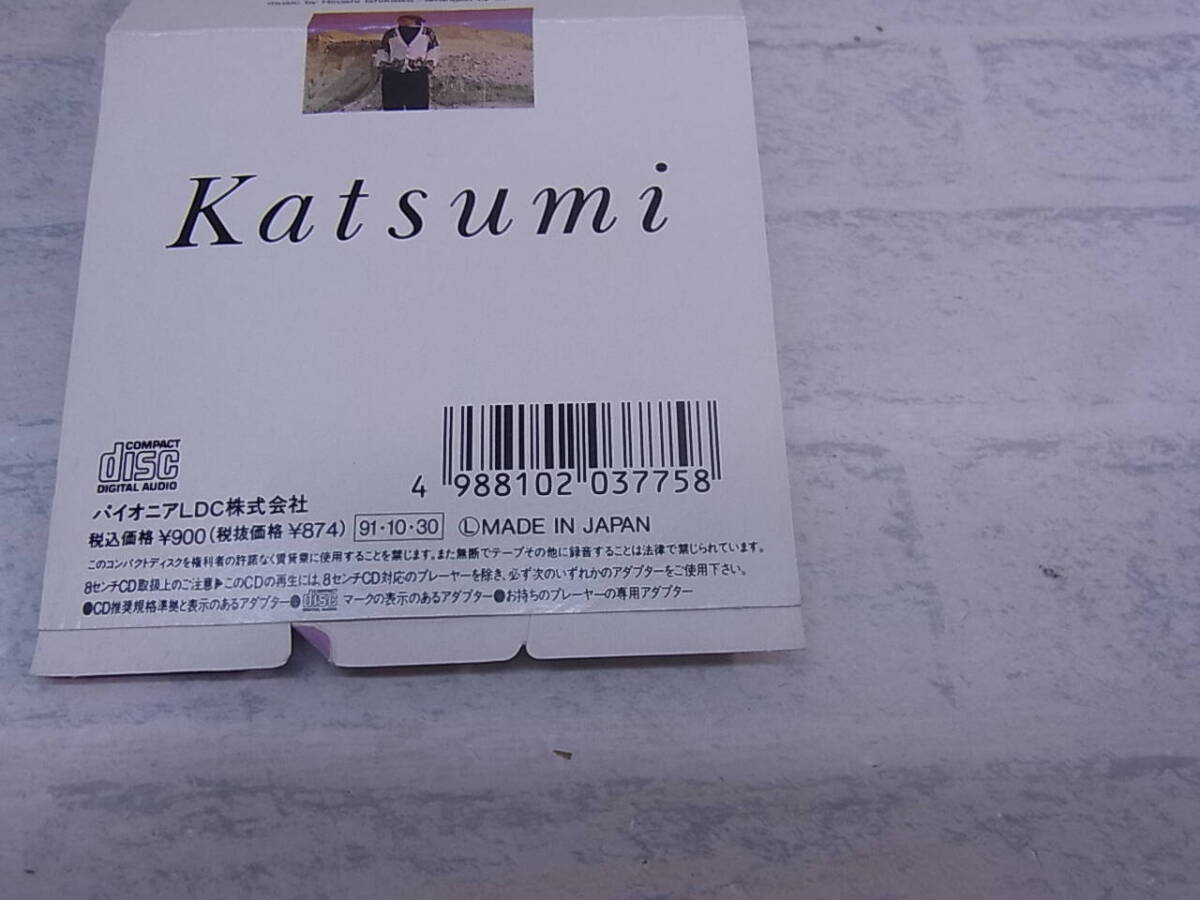 music by Hiroshi
Katsumi
COMPACT
disc
DIGITAL AUDIO
4 988102 037758
パイオニアLDC株式会社
税込価格 ¥900(税抜価格 ¥874) 91・10・30 ⓁMADE IN JAPAN
このコンパクトディスクを権利者の許諾なく賃貸業に使用することを禁じます。また無断でテープその他に録音することは法律で禁じられています。
8センチCD取扱上のご注意▶このCDの再生には、8センチCD対応のプレーヤーを除き、必ず次のいずれかのアダプターをご使用下さい。
●CD推奨規格準拠と表示のあるアダプター●disc マークの表示のあるアダプター●お持ちのプレーヤーの専用アダプター